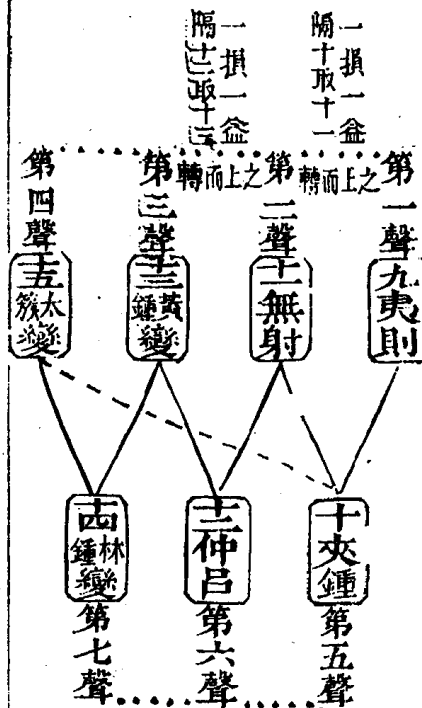 一損一益
隔十取十一
一損一益
隔十二取十三
第一聲
九夷則
轉而上之
第二聲
十一無射
轉而上之
第三聲
十三黃鍾變
第四聲
十五太簇變
十夾鍾
第五聲
十二仲呂
第六聲
十四林鍾變
第七聲